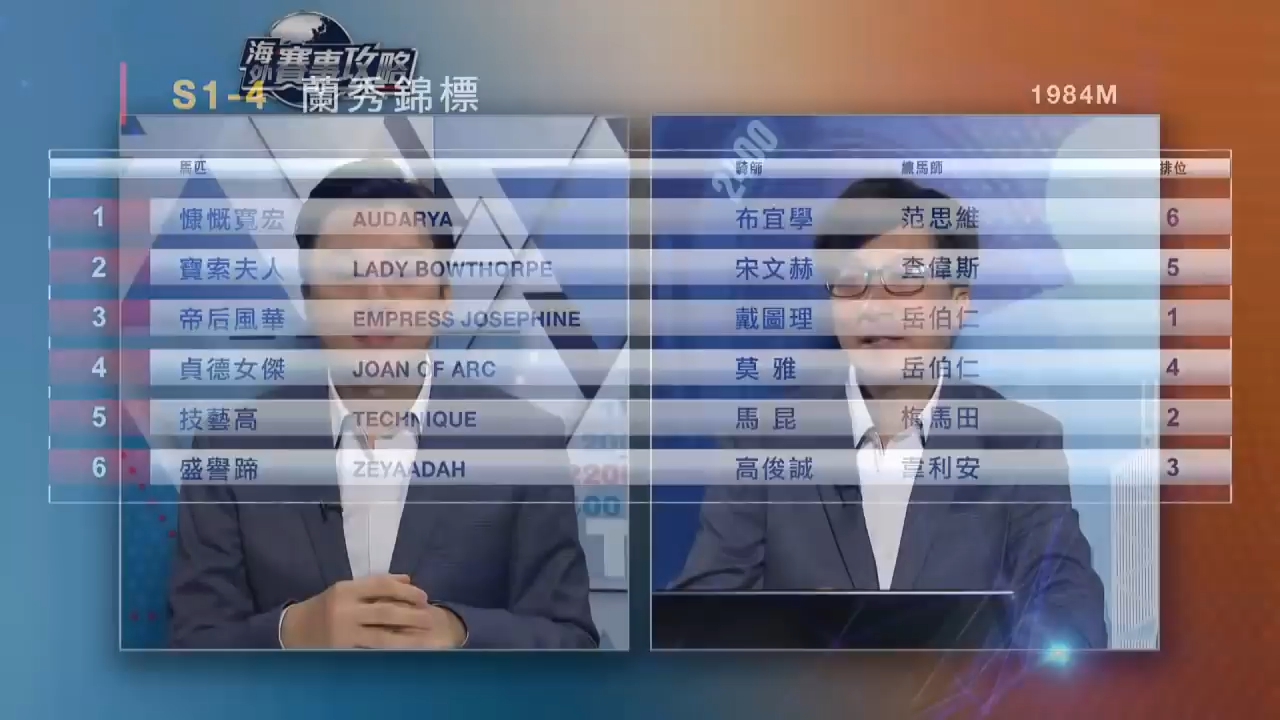 海外賽事攻略
S1-4 蘭秀錦標 1984M
馬匹 騎師 練馬師 排位
1 慷慨寬宏 AUDARYA 布宜學 范思維 6
2 寶索夫人 LADY BOWTHORPE 宋文赫 查偉斯 5
3 帝后風華 EMPRESS JOSEPHINE 戴圖理 岳伯仁 1
4 貞德女傑 JOAN OF ARC 莫雅 岳伯仁 4
5 技藝高 TECHNIQUE 馬昆 梅馬田 2
6 盛譽蹄 ZEYAADAH 高俊誠 韋利安 3
2200